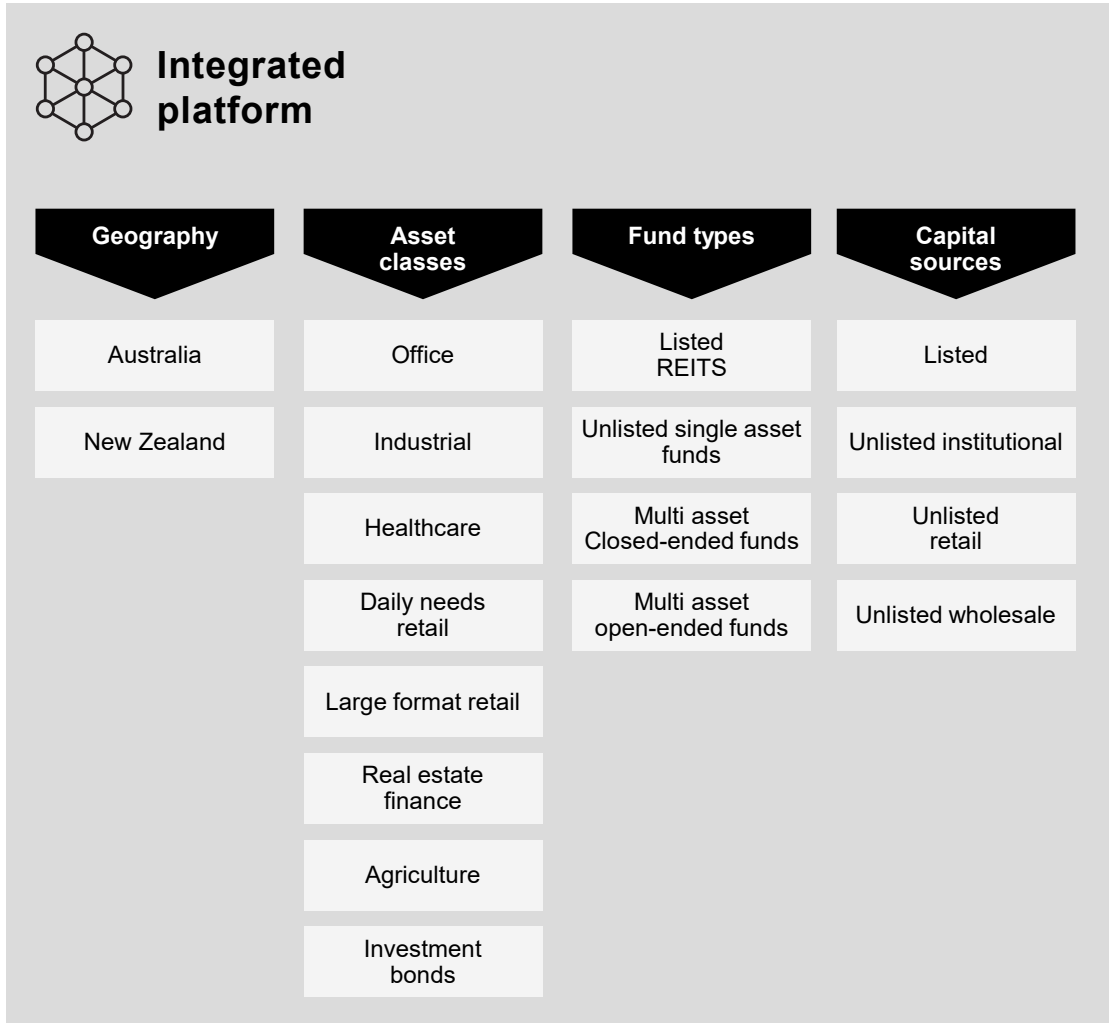 Integrated
platform
Geography
Australia
New Zealand
Asset
classes
Office
Industrial
Healthcare
Daily needs
retail
Large format retail
Real estate
finance
Agriculture
Investment
bonds
Fund types
Listed
REITS
Unlisted single asset
funds
Multi asset
Closed-ended funds
Multi asset
open-ended funds
Capital
sources
Listed
Unlisted institutional
Unlisted
retail
Unlisted wholesale